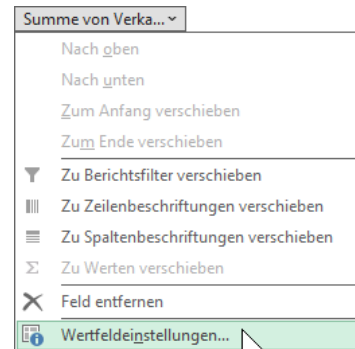 Summe von Verka...
Nach oben
Nach unten
Zum Anfang verschieben
Zum Ende verschieben
Zu Berichtsfilter verschieben
Zu Zeilenbeschriftungen verschieben
Zu Spaltenbeschriftungen verschieben
Σ Zu Werten verschieben
Feld entfernen
Wertfeldeinstellungen...